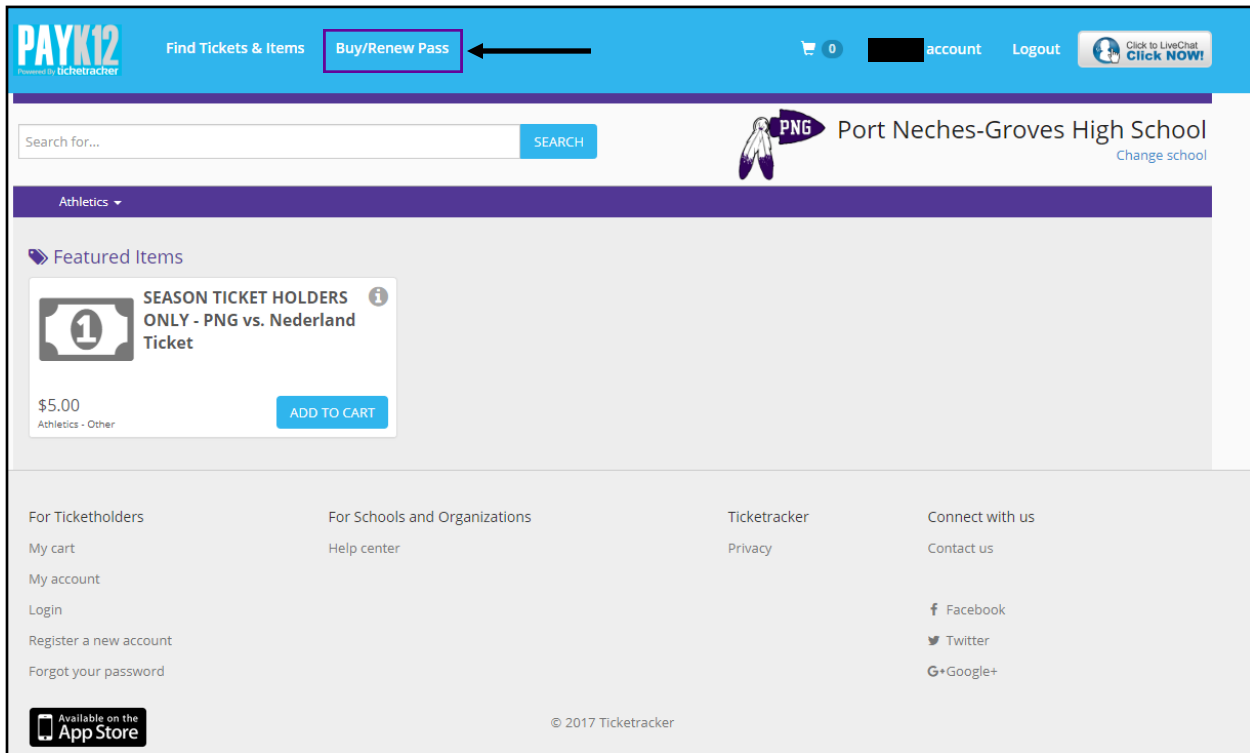 PAYK12
Powered By ticketracker
Find Tickets & Items
Buy/Renew Pass
0
account
Logout
Click to LiveChat
Click NOW!
Search for...
SEARCH
PNG
Port Neches-Groves High School
Change school
Athletics
Featured Items
SEASON TICKET HOLDERS
ONLY - PNG vs. Nederland
Ticket
1
$5.00
Athletics - Other
ADD TO CART
For Ticketholders
My cart
My account
Login
Register a new account
Forgot your password
For Schools and Organizations
Help center
Ticketracker
Privacy
Connect with us
Contact us
Facebook
Twitter
G+Google+
Available on the
App Store
© 2017 Ticketracker